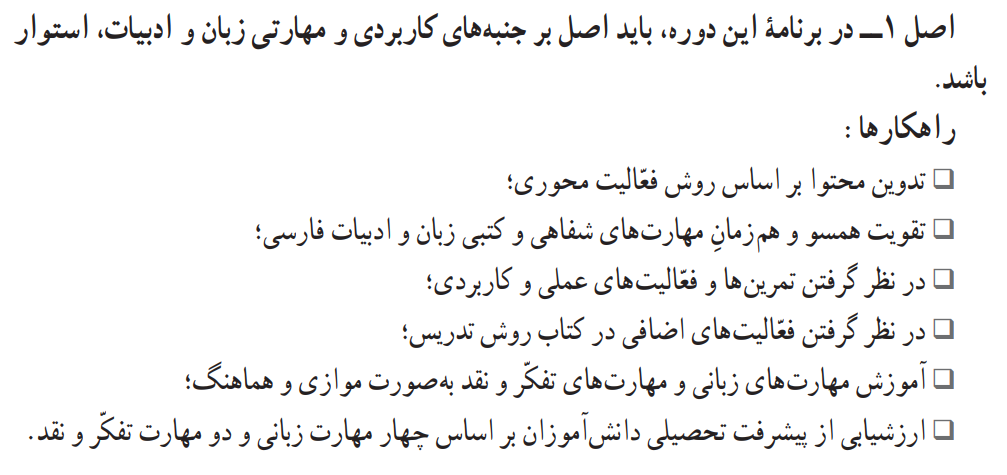 اصل ۱ــ در برنامهٔ این دوره، باید اصل بر جنبه‌های کاربردی و مهارتی زبان و ادبیات، استوار
باشد.
راهکارها :
❑ تدوین محتوا بر اساس روش فعّالیت محوری؛
❑ تقویت همسو و هم‌زمانِ مهارت‌های شفاهی و کتبی زبان و ادبیات فارسی؛
❑ در نظر گرفتن تمرین‌ها و فعّالیت‌های عملی و کاربردی؛
❑ در نظر گرفتن فعّالیت‌های اضافی در کتاب روش تدریس؛
❑ آموزش مهارت‌های زبانی و مهارت‌های تفکّر و نقد به‌صورت موازی و هماهنگ؛
❑ ارزشیابی از پیشرفت تحصیلی دانش‌آموزان بر اساس چهار مهارت زبانی و دو مهارت تفکّر و نقد.